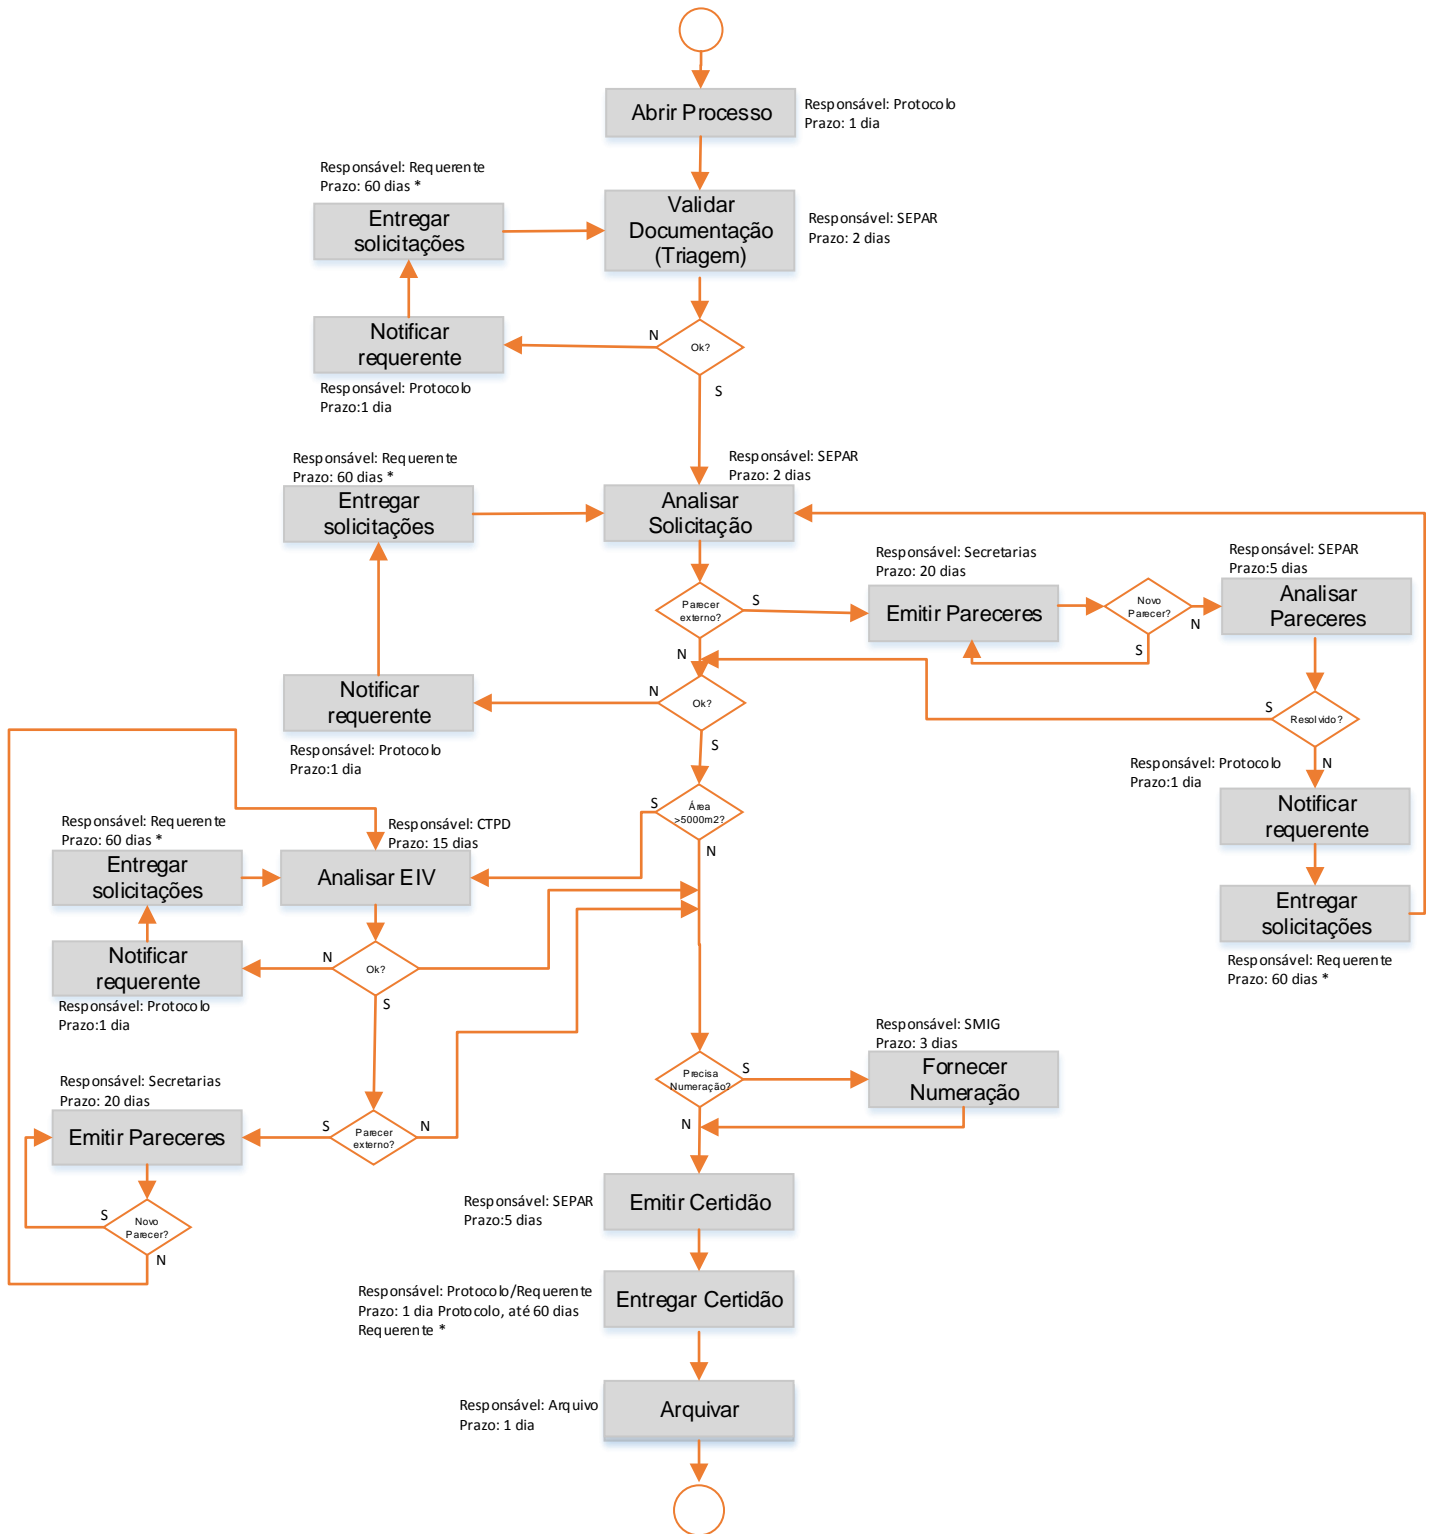 Abrir Processo
Responsável: Protocolo
Prazo: 1 dia
Responsável: Requerente
Prazo: 60 dias *
Entregar
solicitações
Validar
Documentação
(Triagem)
Responsável: SEPAR
Prazo: 2 dias
Notificar
requerente
N
Ok?
S
Responsável: Protocolo
Prazo:1 dia
Responsável: Requerente
Prazo: 60 dias *
Entregar
solicitações
Responsável: SEPAR
Prazo: 2 dias
Analisar
Solicitação
Parecer
externo?
S
N
Responsável: Secretarias
Prazo: 20 dias
Emitir Pareceres
Novo
Parecer?
N
S
Responsável: SEPAR
Prazo:5 dias
Analisar
Pareceres
Notificar
requerente
N
Ok?
S
Responsável: Protocolo
Prazo:1 dia
S
Resolvido?
N
Responsável: Protocolo
Prazo:1 dia
Notificar
requerente
Entregar
solicitações
Responsável: Requerente
Prazo: 60 dias *
S
Área
>5000m2?
N
Responsável: CTPD
Prazo: 15 dias
Analisar EIV
Responsável: Requerente
Prazo: 60 dias *
Entregar
solicitações
Notificar
requerente
Responsável: Protocolo
Prazo:1 dia
N
Ok?
S
Responsável: Secretarias
Prazo: 20 dias
Emitir Pareceres
S
Parecer
externo?
N
S
Novo
Parecer?
N
Precisa
Numeração?
S
N
Responsável: SMIG
Prazo: 3 dias
Fornecer
Numeração
Responsável: SEPAR
Prazo:5 dias
Emitir Certidão
Responsável: Protocolo/Requerente
Prazo: 1 dia Protocolo, até 60 dias
Requerente *
Entregar Certidão
Responsável: Arquivo
Prazo: 1 dia
Arquivar